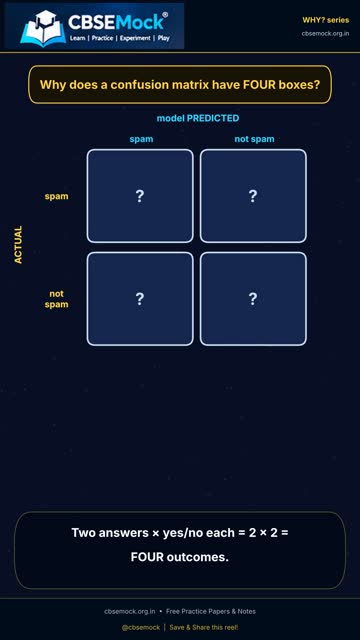 CBSEMock®
Learn | Practice | Experiment | Play
WHY? series
cbsemock.org.in
Why does a confusion matrix have FOUR boxes?
model PREDICTED
spam not spam
ACTUAL
spam ? ?
not
spam ? ?
Two answers × yes/no each = 2 × 2 =
FOUR outcomes.
cbsemock.org.in • Free Practice Papers & Notes
@cbsemock | Save & Share this reel!